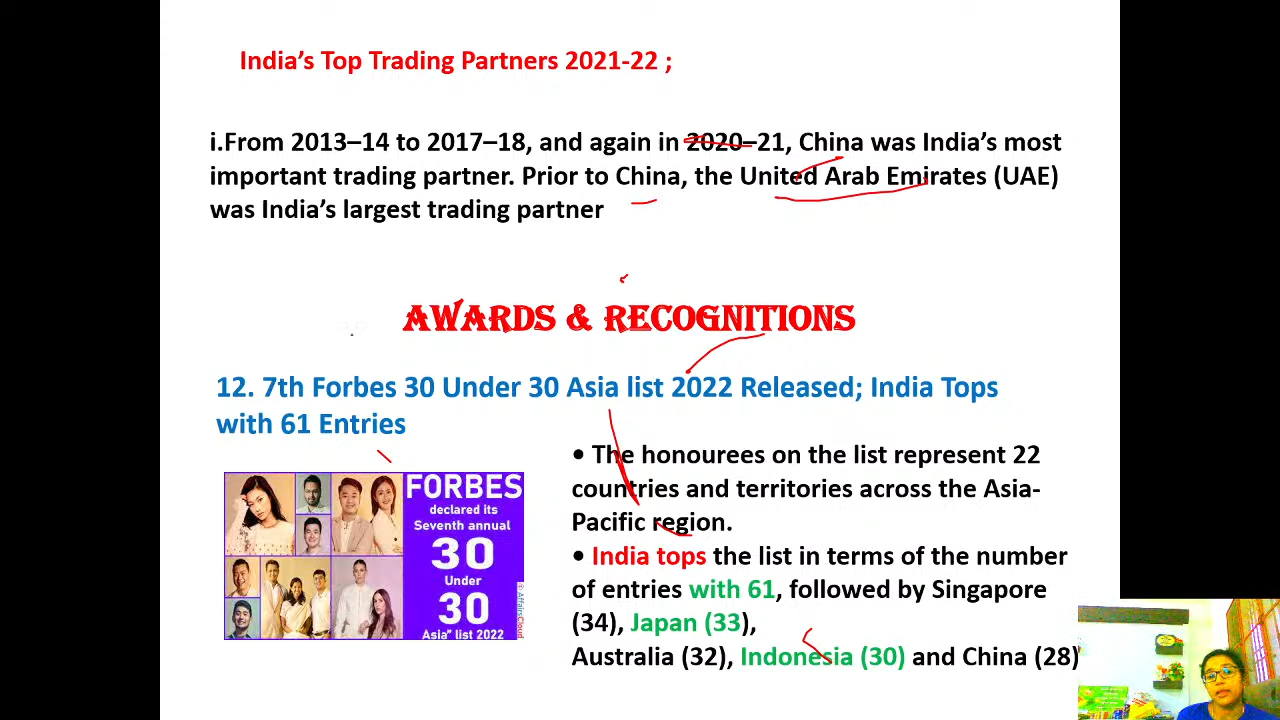 India's Top Trading Partners 2021-22 ;
i.From 2013–14 to 2017–18, and again in 2020–21, China was India's most
important trading partner. Prior to China, the United Arab Emirates (UAE)
was India's largest trading partner
AWARDS & RECOGNITIONS
12. 7th Forbes 30 Under 30 Asia list 2022 Released; India Tops
with 61 Entries
• The honourees on the list represent 22
countries and territories across the Asia-
Pacific region.
• India tops the list in terms of the number
of entries with 61, followed by Singapore
(34), Japan (33),
Australia (32), Indonesia (30) and China (28)
FORBES
declared its
Seventh annual
30
Under
30
Asia" list 2022
© AffairsCloud